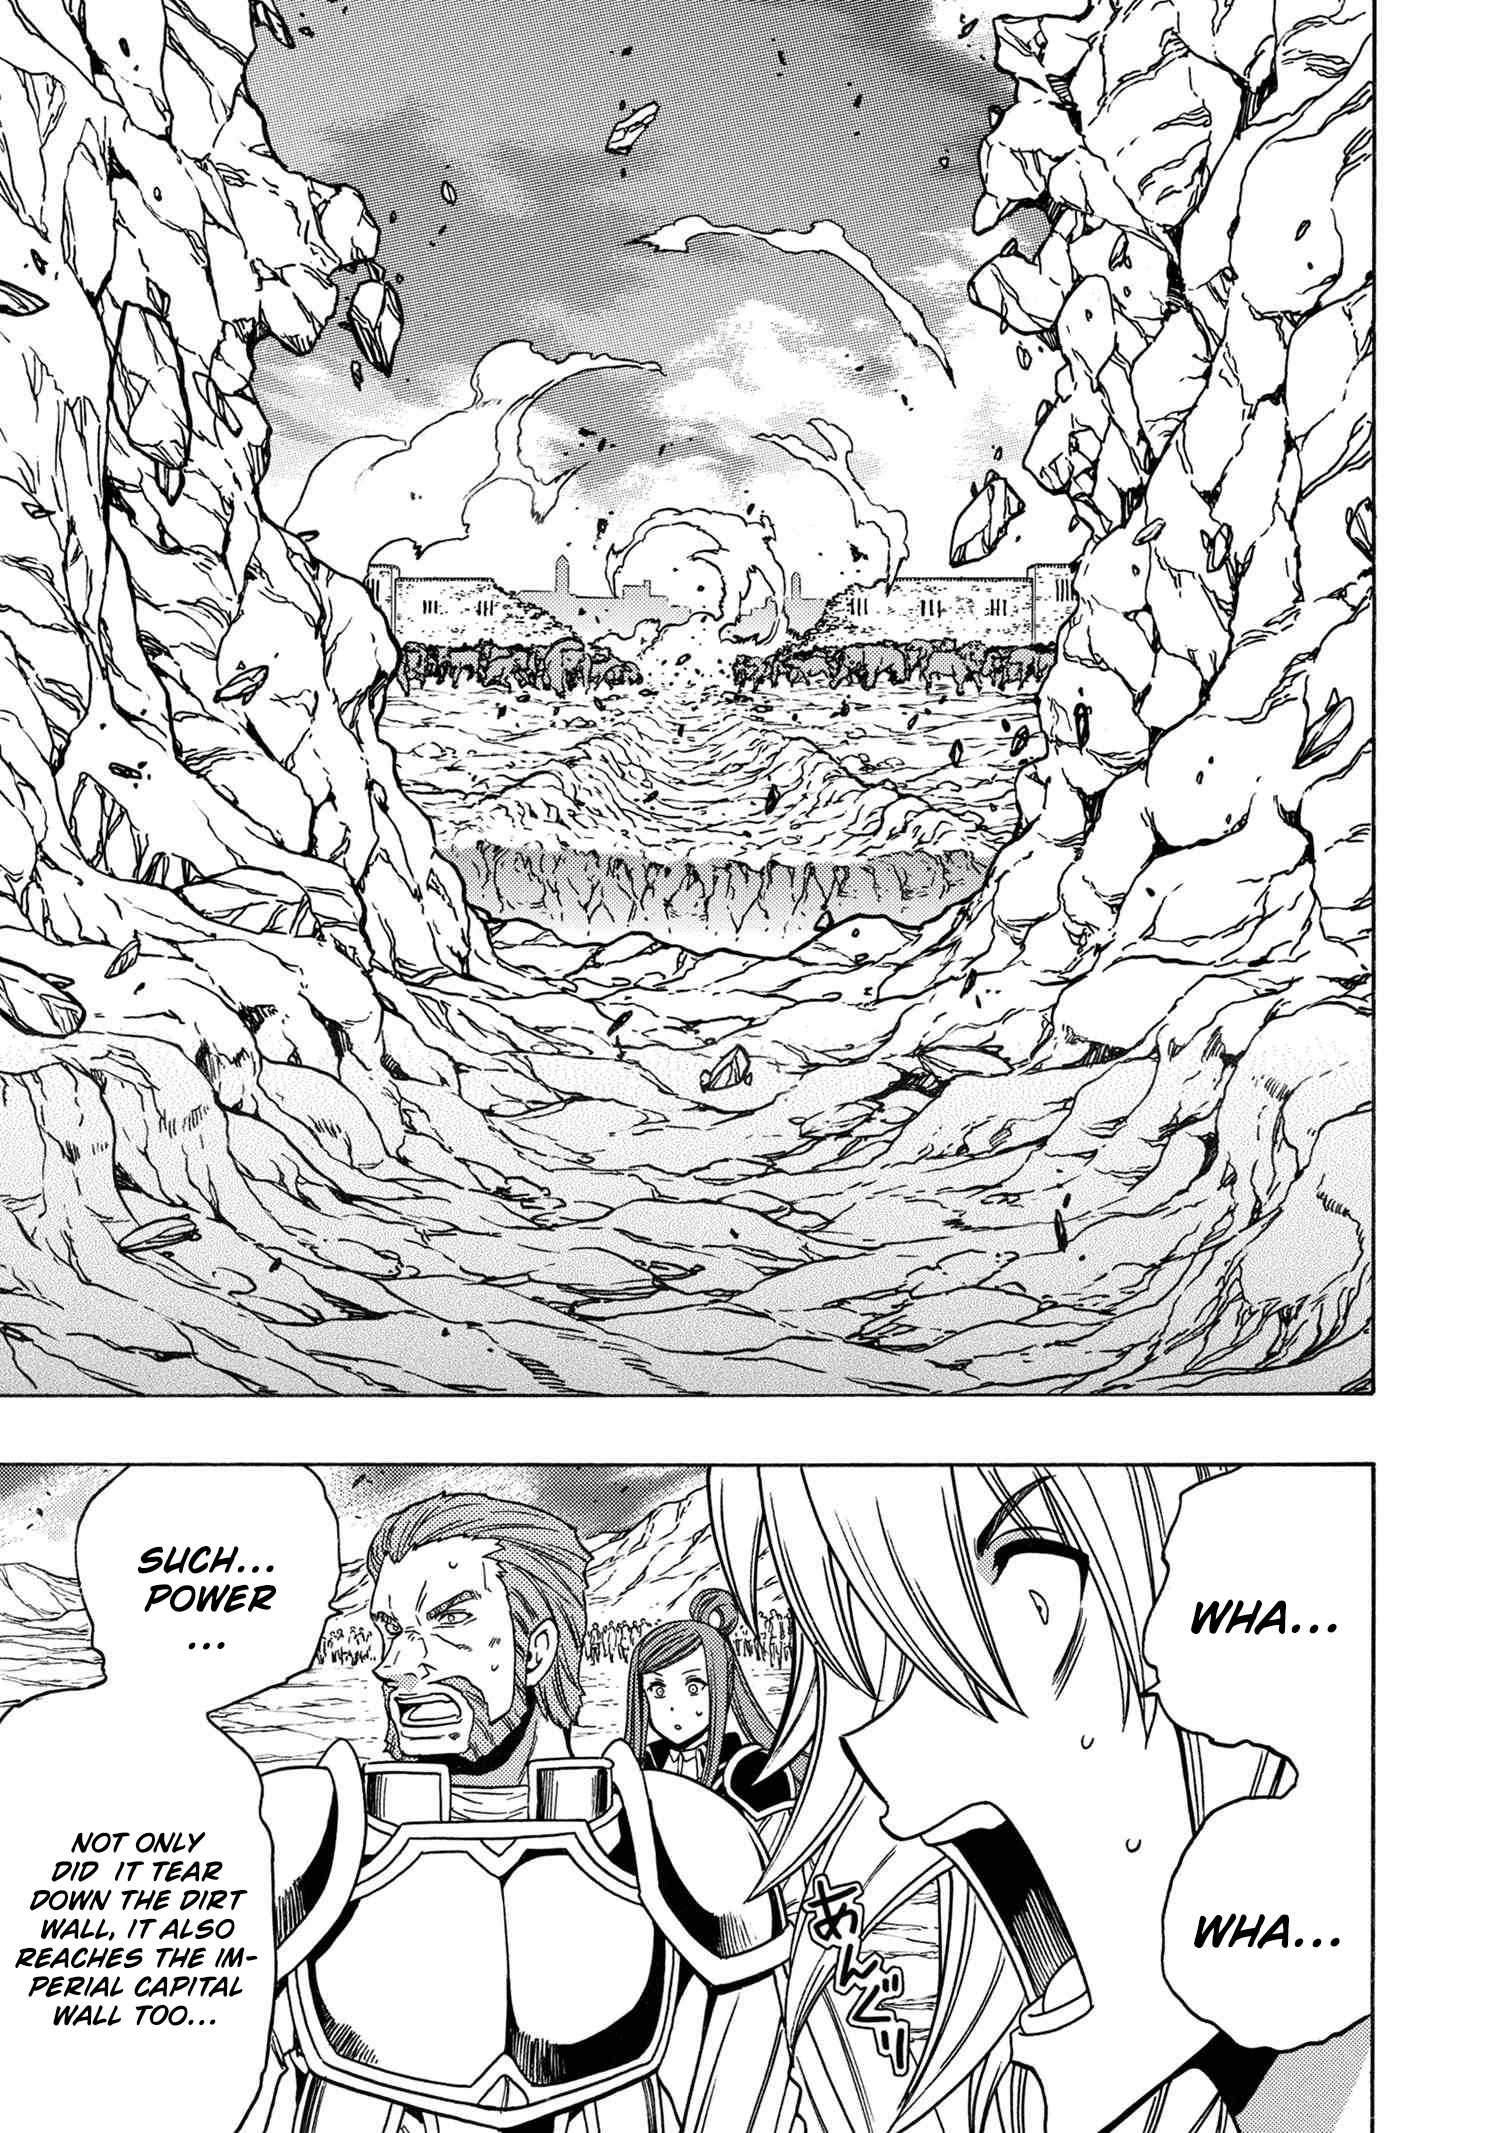 WHA...
WHA...
あんぐり
SUCH...
POWER
...
NOT ONLY
DID IT TEAR
DOWN THE DIRT
WALL, IT ALSO
REACHES THE IM-
PERIAL CAPITAL
WALL TOO...